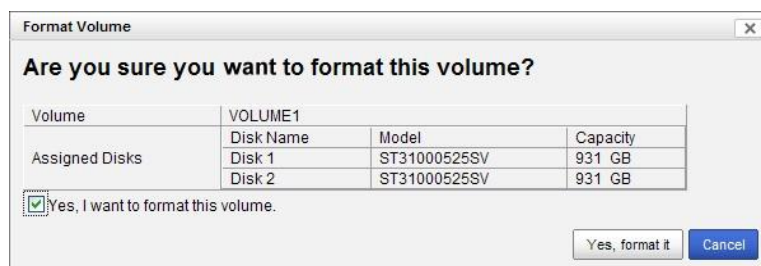 Format Volume
Are you sure you want to format this volume?
Volume VOLUME1
Disk Name Model Capacity
Assigned Disks Disk 1 ST31000525SV 931 GB
Disk 2 ST31000525SV 931 GB
Yes, I want to format this volume.
Yes, format it Cancel